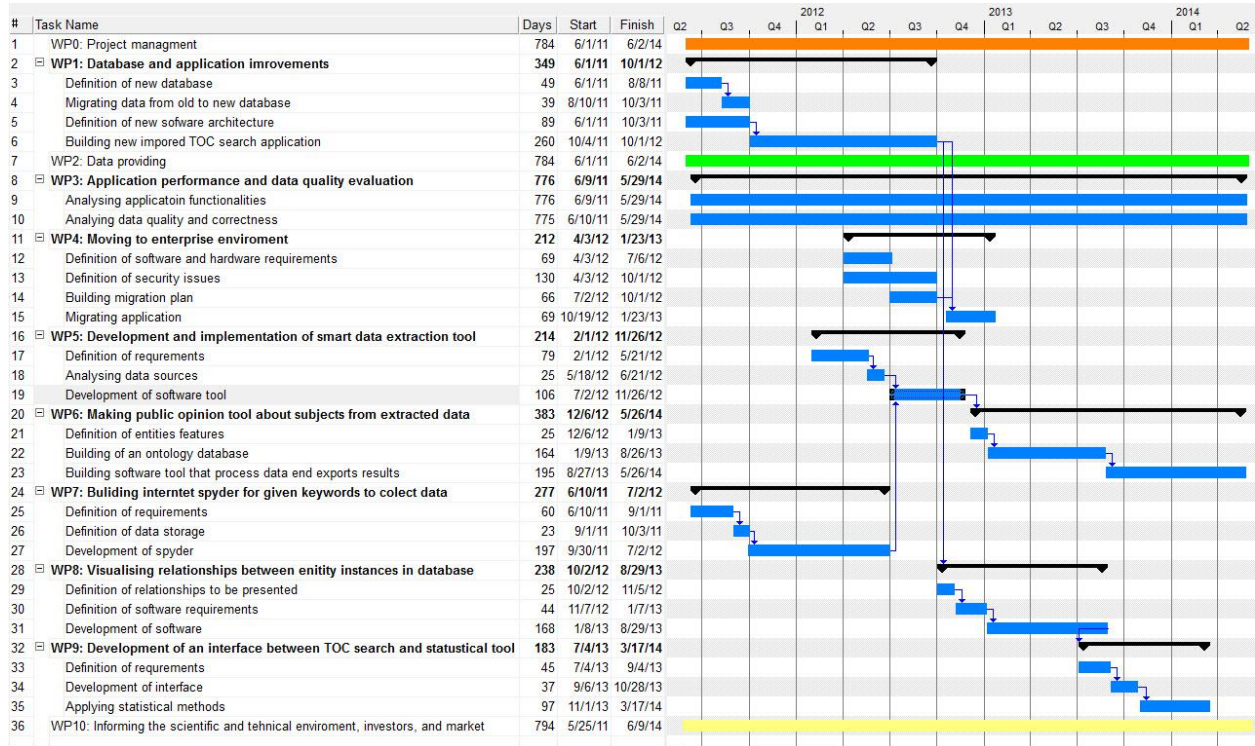 2012 2013 2014
# Task Name Days Start Finish Q2 Q3 Q4 Q1 Q2 Q3 Q4 Q1 Q2 Q3 Q4 Q1 Q2
1 WP0: Project managment 784 6/1/11 6/2/14
2 WP1: Database and application imrovements 349 6/1/11 10/1/12
3 Definition of new database 49 6/1/11 8/8/11
4 Migrating data from old to new database 39 8/10/11 10/3/11
5 Definition of new sofware architecture 89 6/1/11 10/3/11
6 Building new impored TOC search application 260 10/4/11 10/1/12
7 WP2: Data providing 784 6/1/11 6/2/14
8 WP3: Application performance and data quality evaluation 776 6/9/11 5/29/14
9 Analysing applicatoin functionalities 776 6/9/11 5/29/14
10 Analying data quality and correctness 775 6/10/11 5/29/14
11 WP4: Moving to enterprise enviroment 212 4/3/12 1/23/13
12 Definition of software and hardware requirements 69 4/3/12 7/6/12
13 Definition of security issues 130 4/3/12 10/1/12
14 Building migration plan 66 7/2/12 10/1/12
15 Migrating application 69 10/19/12 1/23/13
16 WP5: Development and implementation of smart data extraction tool 214 2/1/12 11/26/12
17 Definition of requrements 79 2/1/12 5/21/12
18 Analysing data sources 25 5/18/12 6/21/12
19 Development of software tool 106 7/2/12 11/26/12
20 WP6: Making public opinion tool about subjects from extracted data 383 12/6/12 5/26/14
21 Definition of entities features 25 12/6/12 1/9/13
22 Building of an ontology database 164 1/9/13 8/26/13
23 Building software tool that process data end exports results 195 8/27/13 5/26/14
24 WP7: Buliding interntet spyder for given keywords to colect data 277 6/10/11 7/2/12
25 Definition of requirements 60 6/10/11 9/1/11
26 Definition of data storage 23 9/1/11 10/3/11
27 Development of spyder 197 9/30/11 7/2/12
28 WP8: Visualising relationships between enitity instances in database 238 10/2/12 8/29/13
29 Definition of relationships to be presented 25 10/2/12 11/5/12
30 Definition of software requirements 44 11/7/12 1/7/13
31 Development of software 168 1/8/13 8/29/13
32 WP9: Development of an interface between TOC search and statustical tool 183 7/4/13 3/17/14
33 Definition of requrements 45 7/4/13 9/4/13
34 Development of interface 37 9/6/13 10/28/13
35 Applying statistical methods 97 11/1/13 3/17/14
36 WP10: Informing the scientific and tehnical enviroment, investors, and market 794 5/25/11 6/9/14